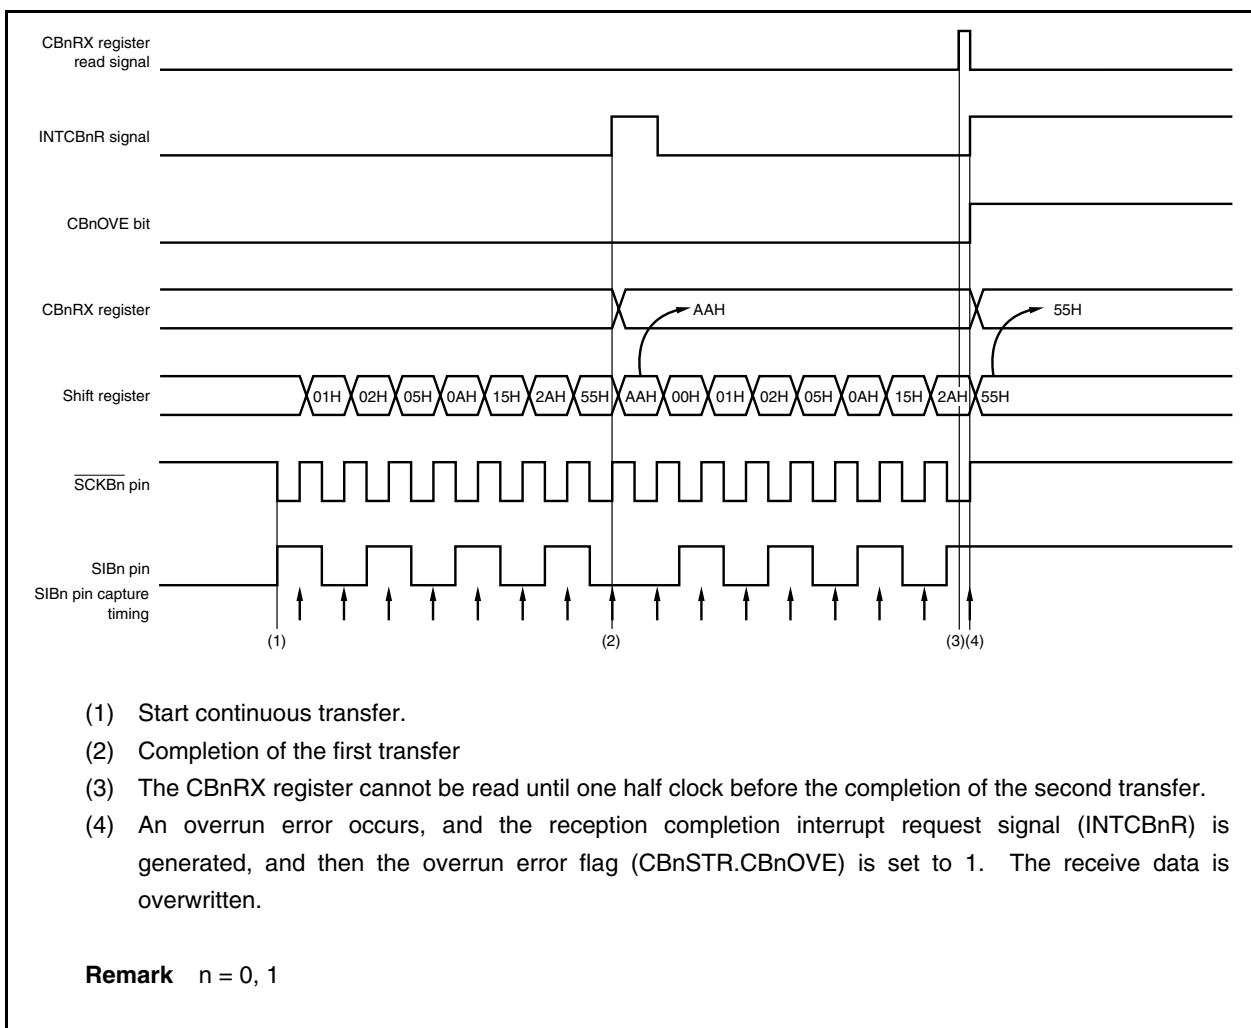 CBnRX register
read signal
INTCBnR signal
CBnOVE bit
CBnRX register
AAH
55H
Shift register
01H 02H 05H 0AH 15H 2AH 55H AAH 00H 01H 02H 05H 0AH 15H 2AH 55H
SCKBn pin
SIBn pin
SIBn pin capture
timing
(1) (2) (3)(4)
(1) Start continuous transfer.
(2) Completion of the first transfer
(3) The CBnRX register cannot be read until one half clock before the completion of the second transfer.
(4) An overrun error occurs, and the reception completion interrupt request signal (INTCBnR) is
generated, and then the overrun error flag (CBnSTR.CBnOVE) is set to 1. The receive data is
overwritten.
Remark n = 0, 1